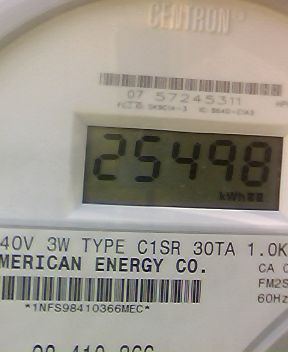 CENTRON
07 57245311
25498
kWh
40V 3W TYPE C1SR 30TA 1.0K
MERICAN ENERGY CO.
CA 0
FM2S
60Hz
*1NFS98410366MEC*